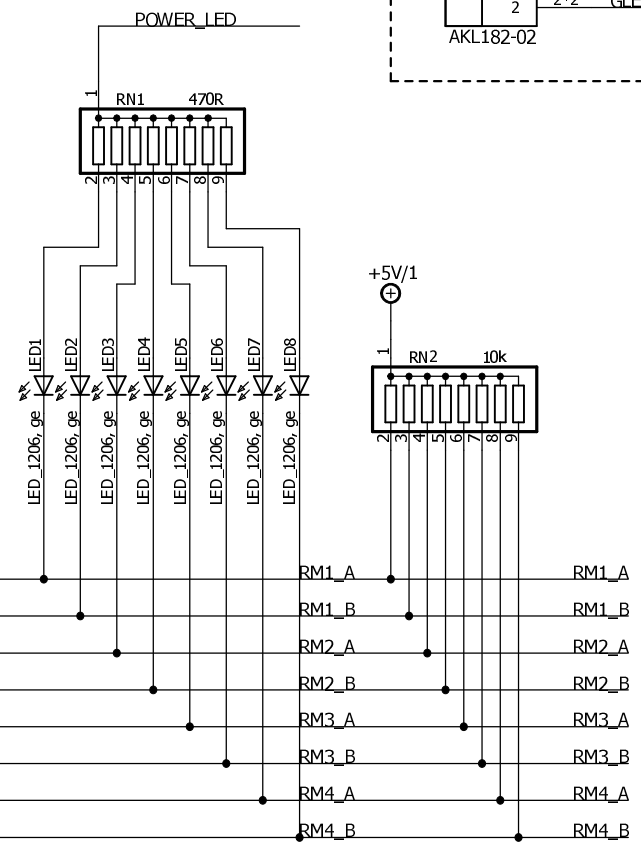 POWER_LED
2
2*2
AKL182-02
1
RN1 470R
2 3 4 5 6 7 8 9
+5V/1
1
RN2 10k
2 3 4 5 6 7 8 9
LED1 LED2 LED3 LED4 LED5 LED6 LED7 LED8
LED_1206, ge LED_1206, ge LED_1206, ge LED_1206, ge LED_1206, ge LED_1206, ge LED_1206, ge LED_1206, ge
RM1_A RM1_A
RM1_B RM1_B
RM2_A RM2_A
RM2_B RM2_B
RM3_A RM3_A
RM3_B RM3_B
RM4_A RM4_A
RM4_B RM4_B